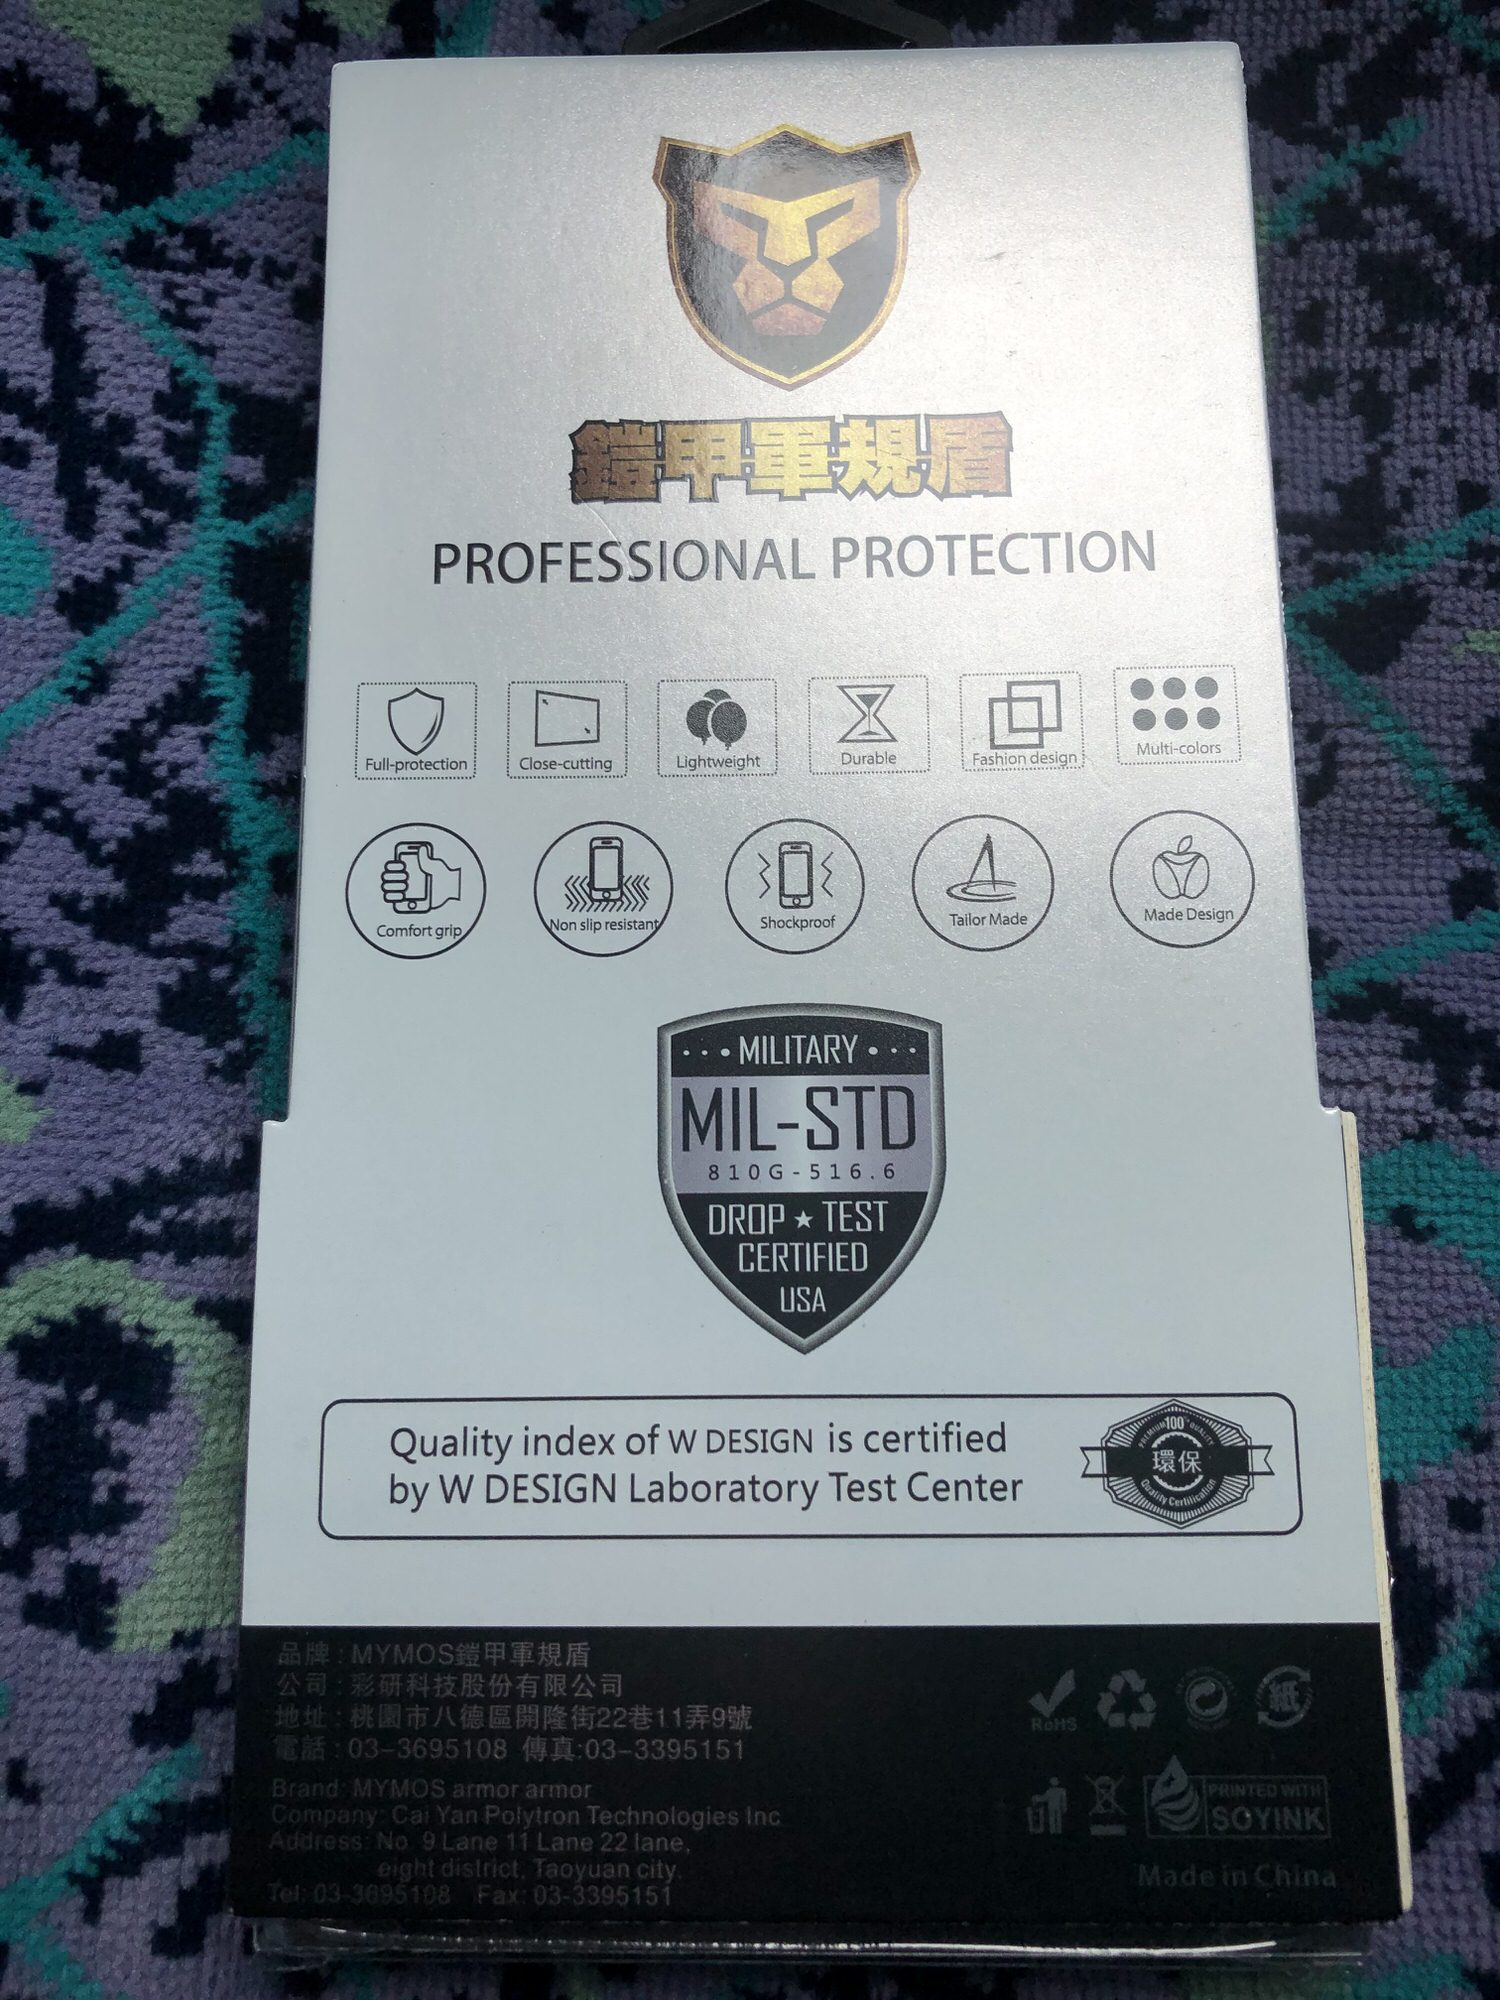 鎧甲軍規盾
PROFESSIONAL PROTECTION
Full-protection
Close-cutting
Lightweight
Durable
Fashion design
Multi-colors
Comfort grip
Non slip resistant
Shockproof
Tailor Made
Made Design
MILITARY
MIL-STD
810G-516.6
DROP ★ TEST
CERTIFIED
USA
Quality index of W DESIGN is certified
by W DESIGN Laboratory Test Center
PREMIUM 100% QUALITY
環保
Quality Certification
品牌:MYMOS鎧甲軍規盾
公司:彩研科技股份有限公司
地址:桃園市八德區開隆街22巷11弄9號
電話:03-3695108 傳真:03-3395151
Brand: MYMOS armor armor
Company: Cai Yan Polytron Technologies Inc
Address: No. 9 Lane 11 Lane 22 lane,
eight district, Taoyuan city.
Tel: 03-3695108 Fax: 03-3395151
RoHS
紙
PRINTED WITH
SOYINK
Made in China